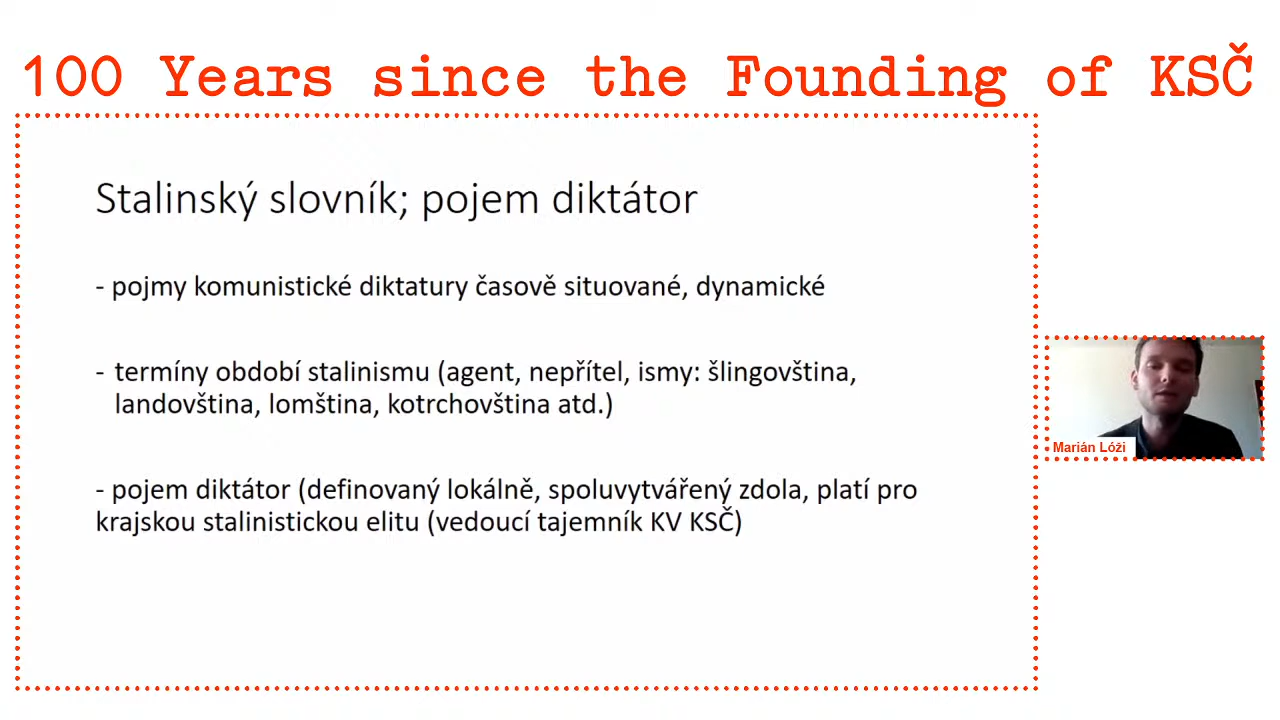 100 Years since the Founding of KSČ
Stalinský slovník; pojem diktátor
- pojmy komunistické diktatury časově situované, dynamické
- termíny období stalinismu (agent, nepřítel, ismy: šlingovština,
landovština, lomština, kotrchovština atd.)
- pojem diktátor (definovaný lokálně, spoluvytvářený zdola, platí pro
krajskou stalinistickou elitu (vedoucí tajemník KV KSČ)
Marián Lóži